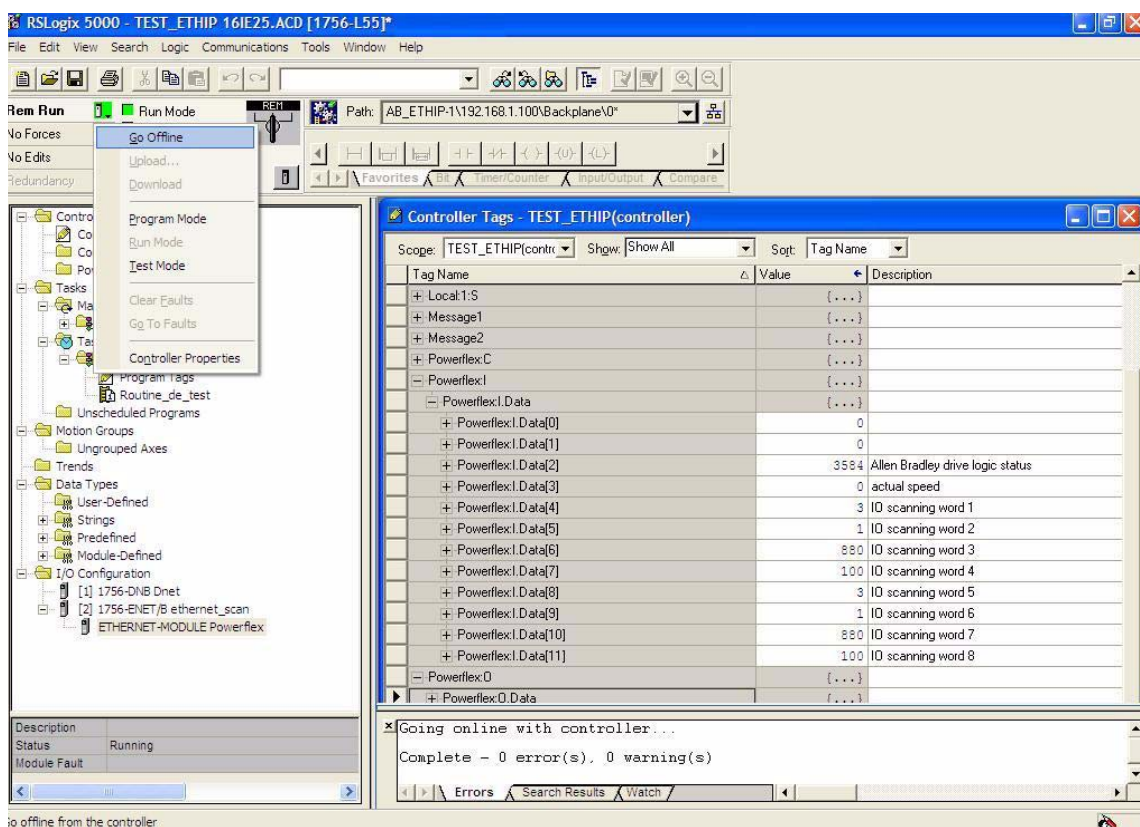 RSLogix 5000 - TEST_ETHIP 16IE25.ACD [1756-L55]*
File Edit View Search Logic Communications Tools Window Help
Rem Run Run Mode REM Path: AB_ETHIP-1\192.168.1.100\Backplane\0*
No Forces
No Edits
Redundancy
Go Offline
Upload...
Download
Program Mode
Run Mode
Test Mode
Clear Faults
Go To Faults
Controller Properties
Favorites Bit Timer/Counter Input/Output Compare
Contro
Co
Co
Po
Tasks
Ma
Ta
Program Tags
Routine_de_test
Unscheduled Programs
Motion Groups
Ungrouped Axes
Trends
Data Types
User-Defined
Strings
Predefined
Module-Defined
I/O Configuration
[1] 1756-DNB Dnet
[2] 1756-ENET/B ethernet_scan
ETHERNET-MODULE Powerflex
Description
Status Running
Module Fault
Controller Tags - TEST_ETHIP(controller)
Scope: TEST_ETHIP(contrc Show: Show All Sort: Tag Name
Tag Name Value Description
Local:1:S {...}
Message1 {...}
Message2 {...}
Powerflex:C {...}
Powerflex:I {...}
Powerflex:I.Data {...}
Powerflex:I.Data[0] 0
Powerflex:I.Data[1] 0
Powerflex:I.Data[2] 3584 Allen Bradley drive logic status
Powerflex:I.Data[3] 0 actual speed
Powerflex:I.Data[4] 3 IO scanning word 1
Powerflex:I.Data[5] 1 IO scanning word 2
Powerflex:I.Data[6] 880 IO scanning word 3
Powerflex:I.Data[7] 100 IO scanning word 4
Powerflex:I.Data[8] 3 IO scanning word 5
Powerflex:I.Data[9] 1 IO scanning word 6
Powerflex:I.Data[10] 880 IO scanning word 7
Powerflex:I.Data[11] 100 IO scanning word 8
Powerflex:O {...}
Powerflex:O.Data {...}
Going online with controller...
Complete - 0 error(s), 0 warning(s)
Errors Search Results Watch
Go offline from the controller